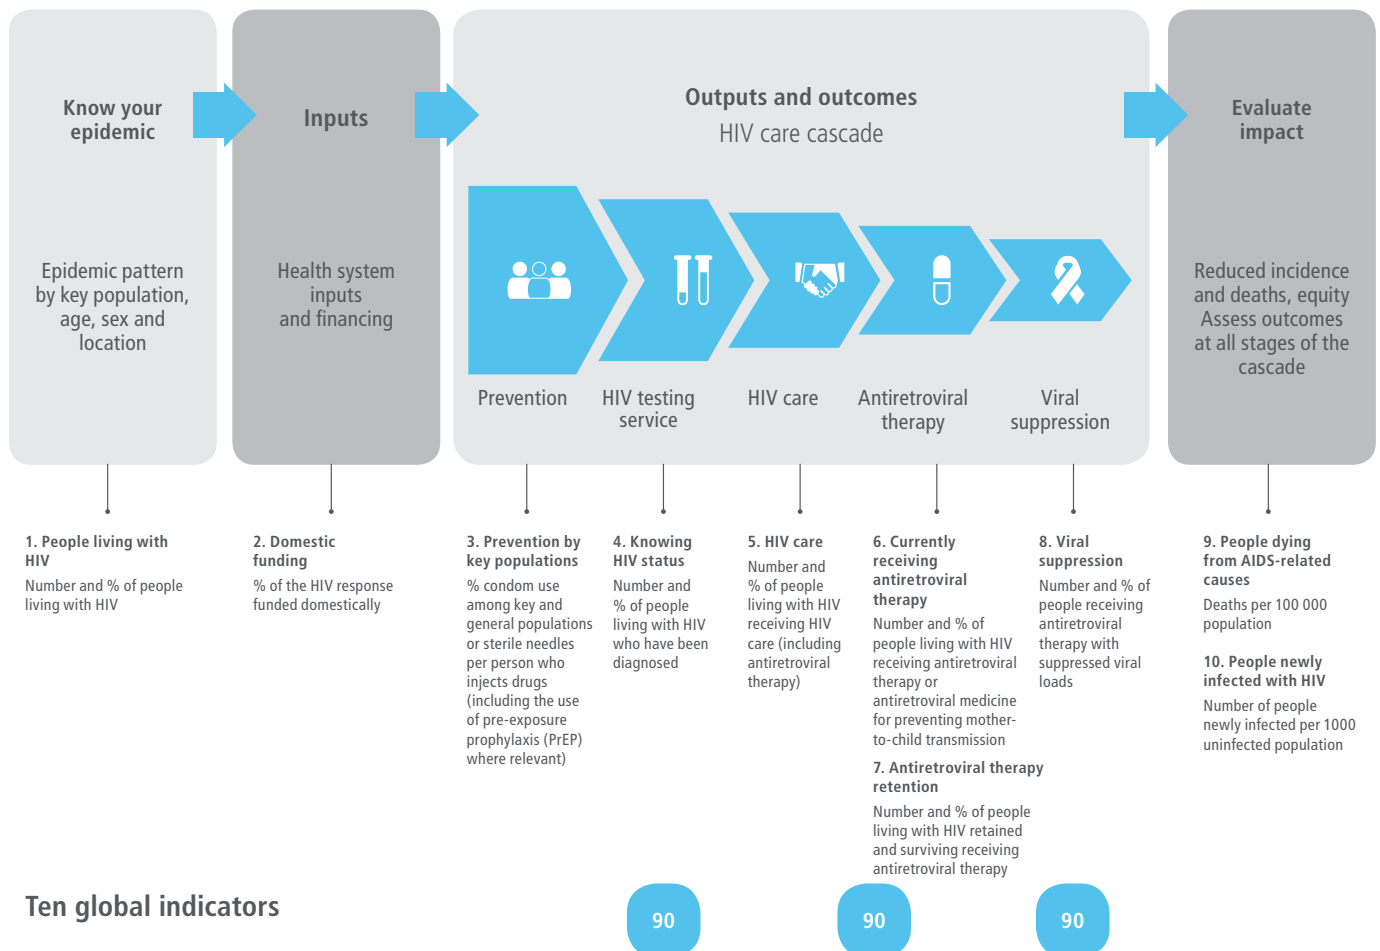 Know your
epidemic
Epidemic pattern
by key population,
age, sex and
location
Inputs
Health system
inputs
and financing
Outputs and outcomes
HIV care cascade
Prevention
HIV testing
service
HIV care
Antiretroviral
therapy
Viral
suppression
Evaluate
impact
Reduced incidence
and deaths, equity
Assess outcomes
at all stages of the
cascade
1. People living with
HIV
Number and % of people
living with HIV
2. Domestic
funding
% of the HIV response
funded domestically
3. Prevention by
key populations
% condom use
among key and
general populations
or sterile needles
per person who
injects drugs
(including the use
of pre-exposure
prophylaxis (PrEP)
where relevant)
4. Knowing
HIV status
Number and
% of people
living with HIV
who have been
diagnosed
5. HIV care
Number and
% of people
living with HIV
receiving HIV
care (including
antiretroviral
therapy)
6. Currently
receiving
antiretroviral
therapy
Number and % of
people living with HIV
receiving antiretroviral
therapy or
antiretroviral medicine
for preventing mother-
to-child transmission
7. Antiretroviral therapy
retention
Number and % of people
living with HIV retained
and surviving receiving
antiretroviral therapy
8. Viral
suppression
Number and % of
people receiving
antiretroviral
therapy with
suppressed viral
loads
9. People dying
from AIDS-related
causes
Deaths per 100 000
population
10. People newly
infected with HIV
Number of people
newly infected per 1000
uninfected population
Ten global indicators
90
90
90